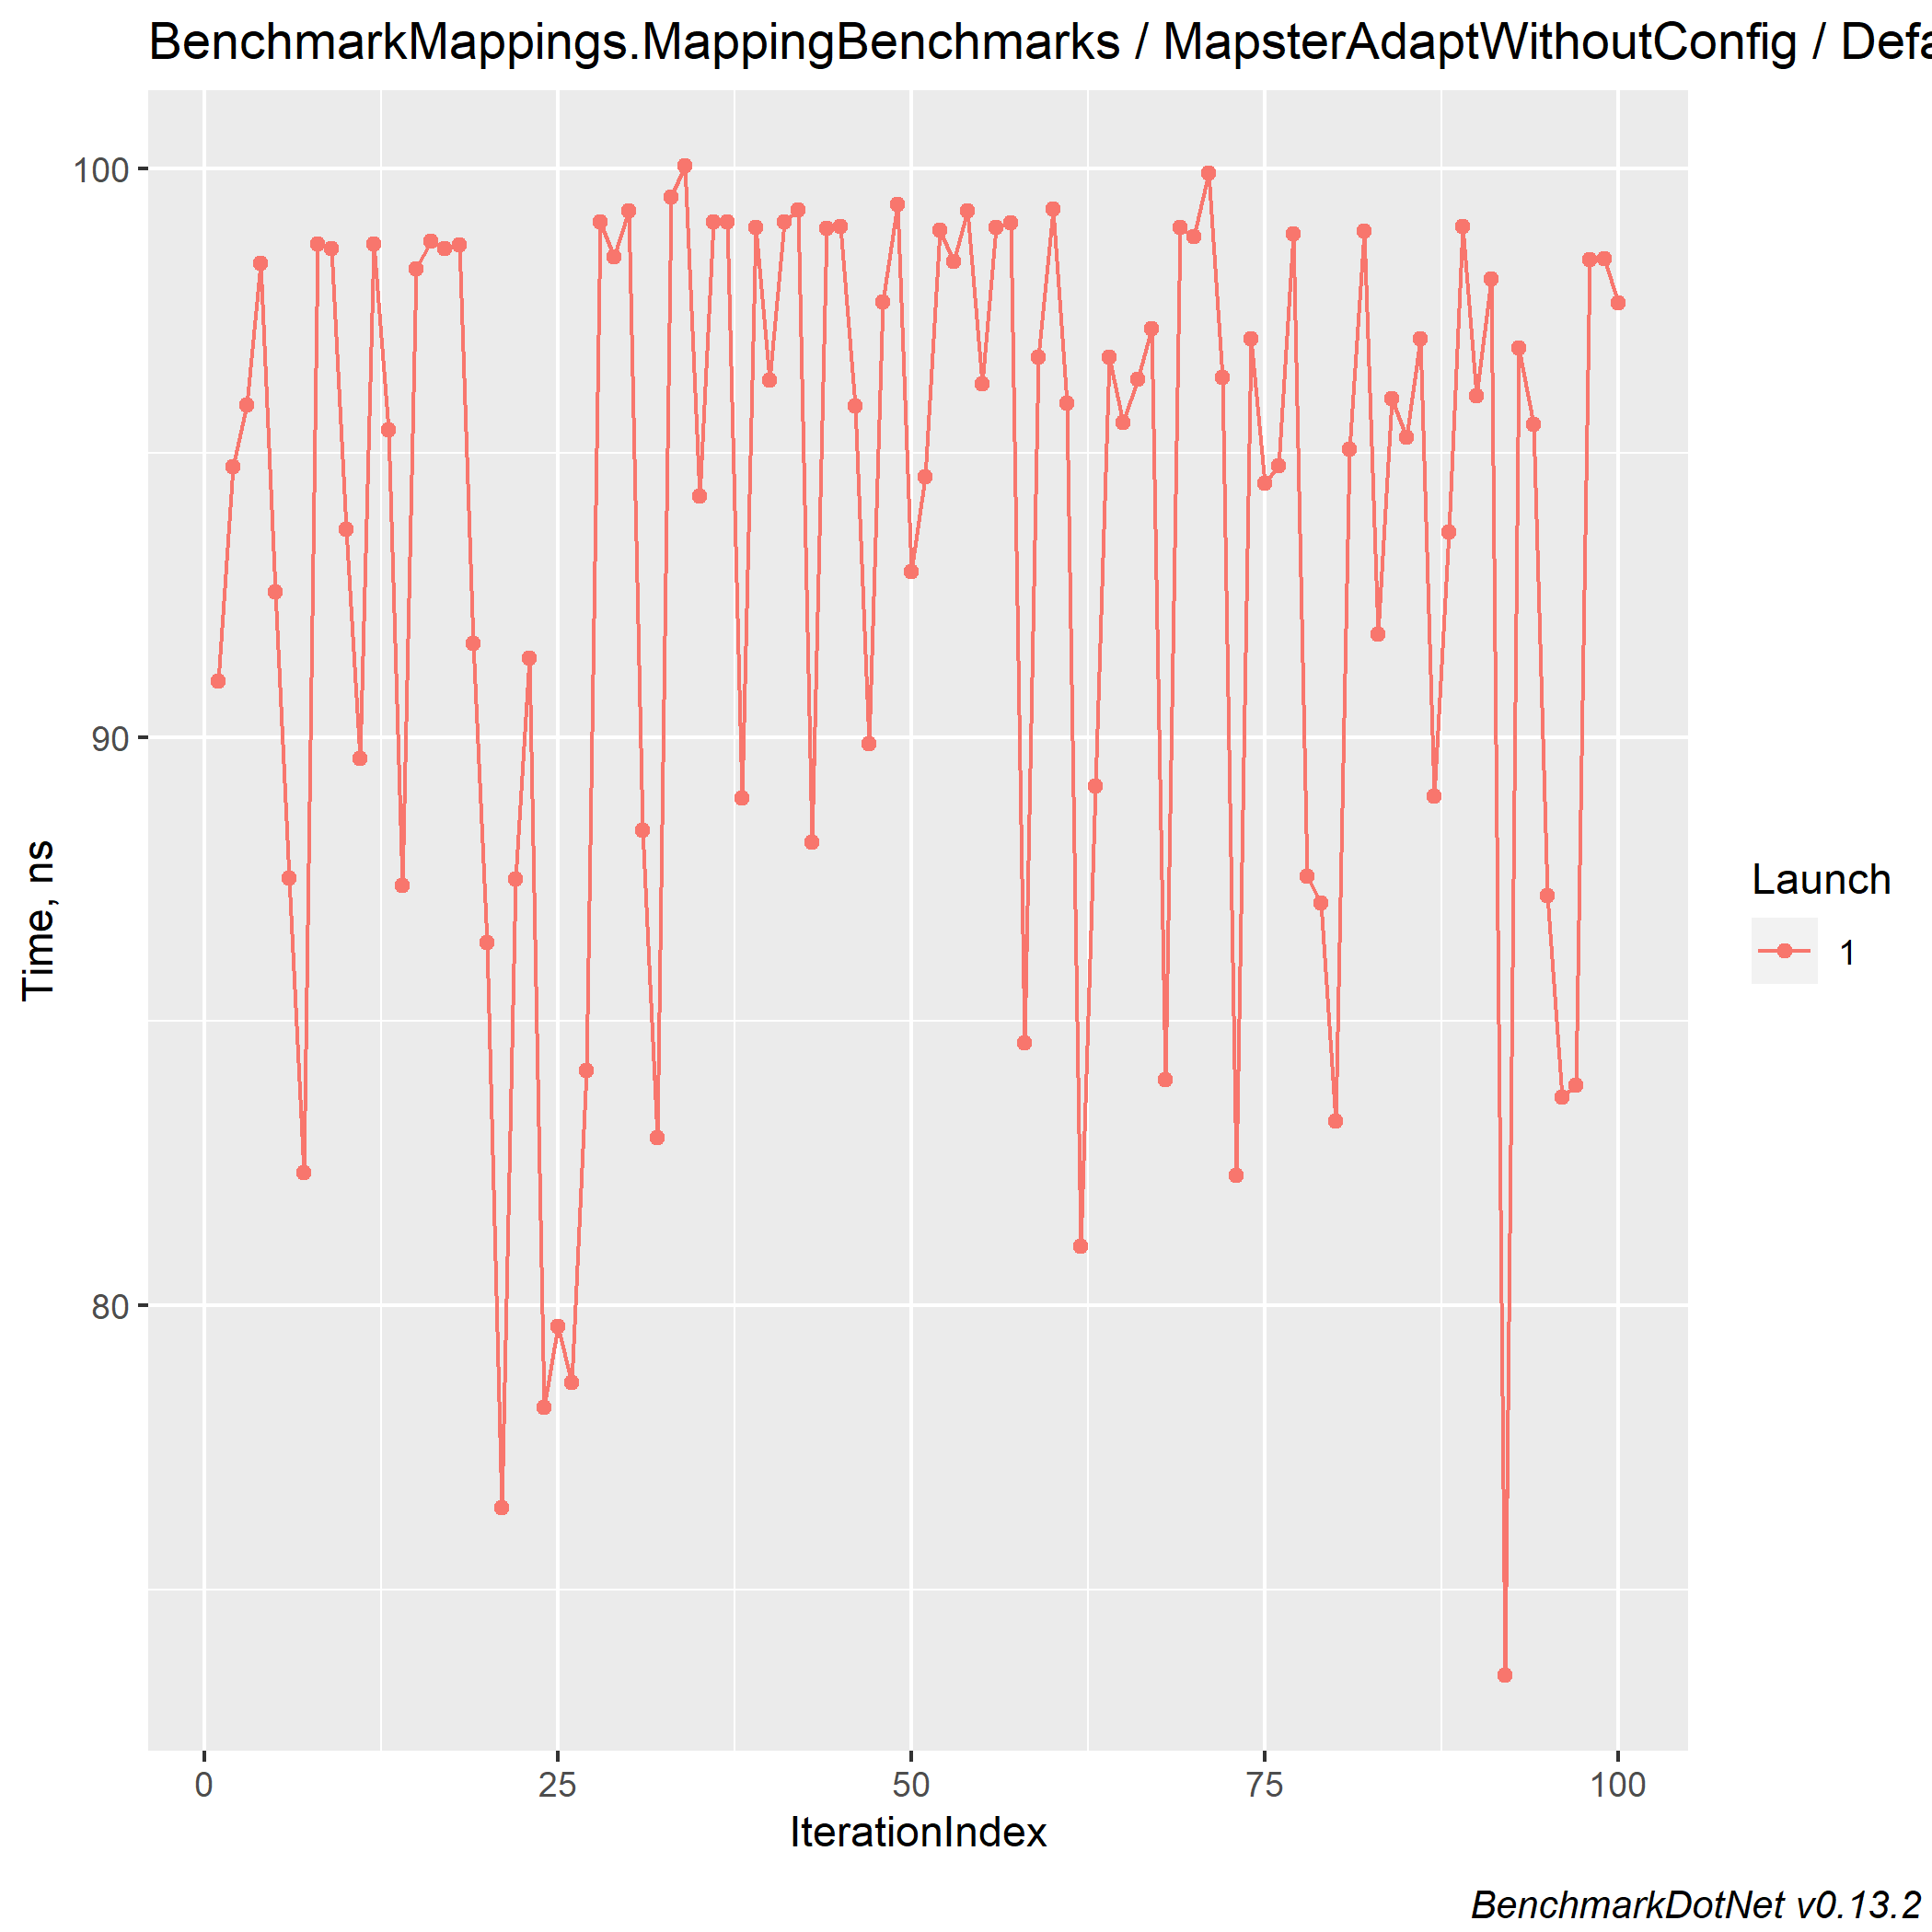 BenchmarkMappings.MappingBenchmarks / MapsterAdaptWithoutConfig / Defa
100
90
80
Time, ns
0 25 50 75 100
IterationIndex
Launch
1
BenchmarkDotNet v0.13.2